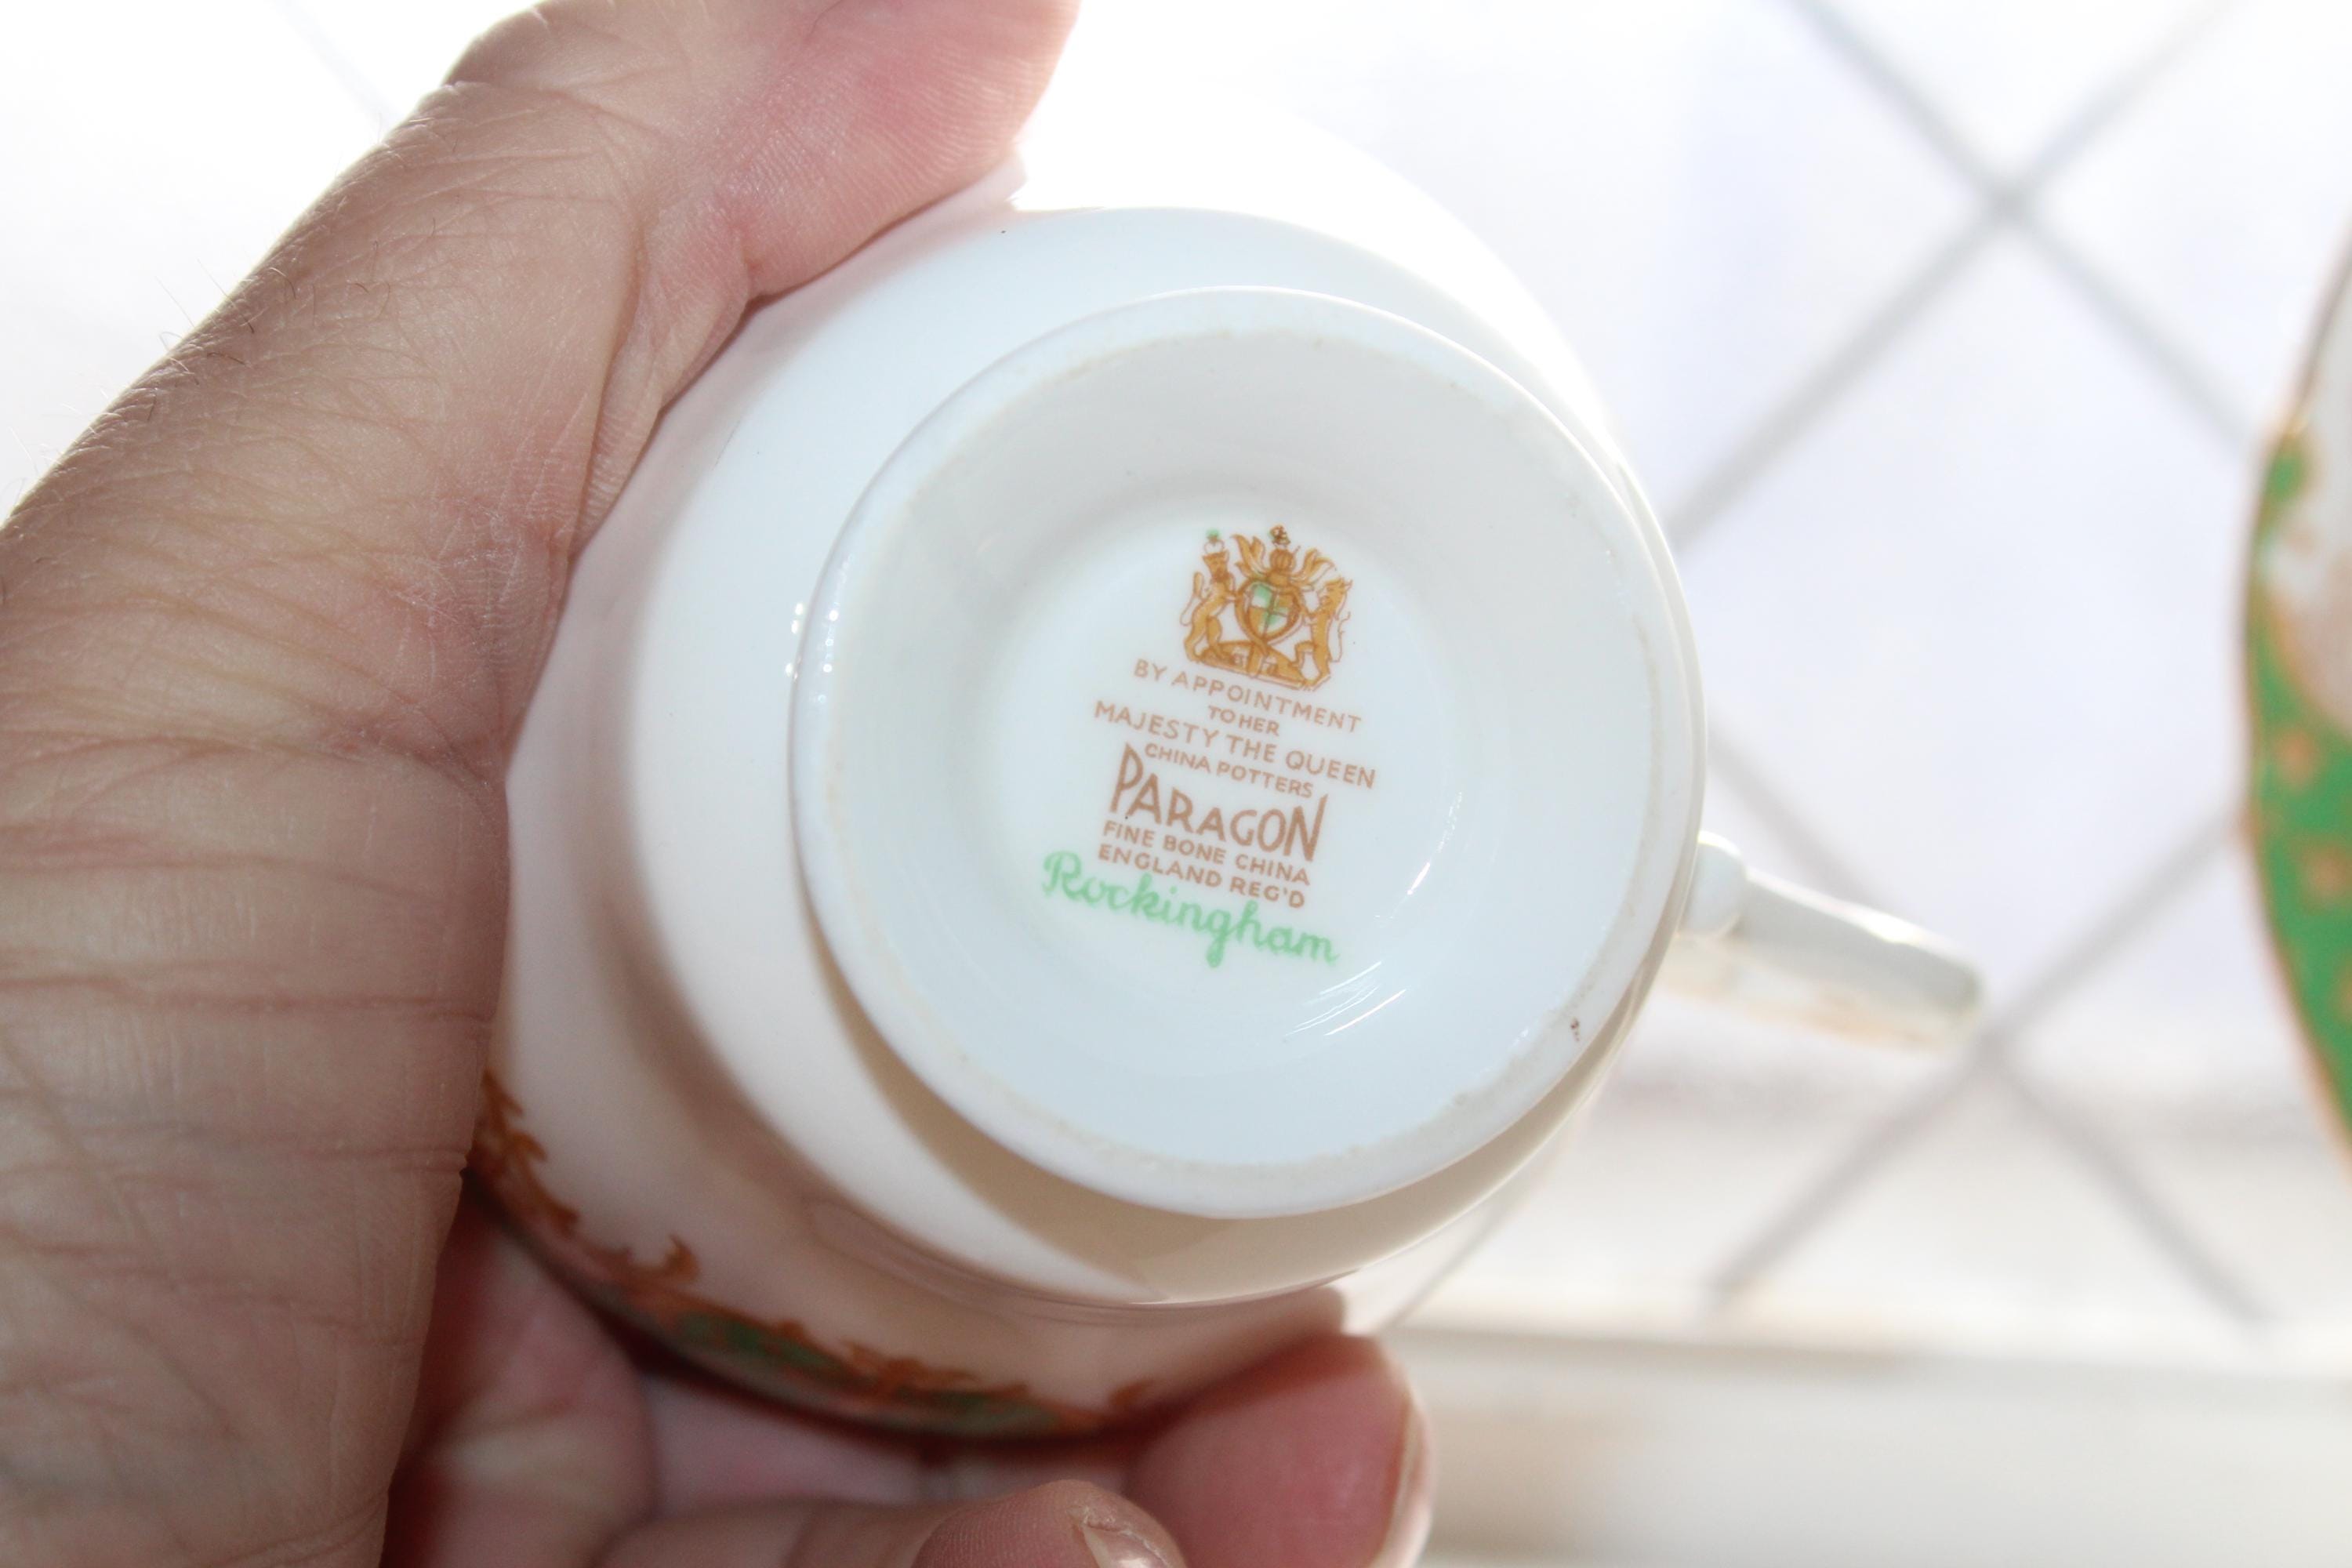 BY APPOINTMENT
TO HER
MAJESTY THE QUEEN
CHINA POTTERS
PARAGON
FINE BONE CHINA
ENGLAND REG'D
Rockingham